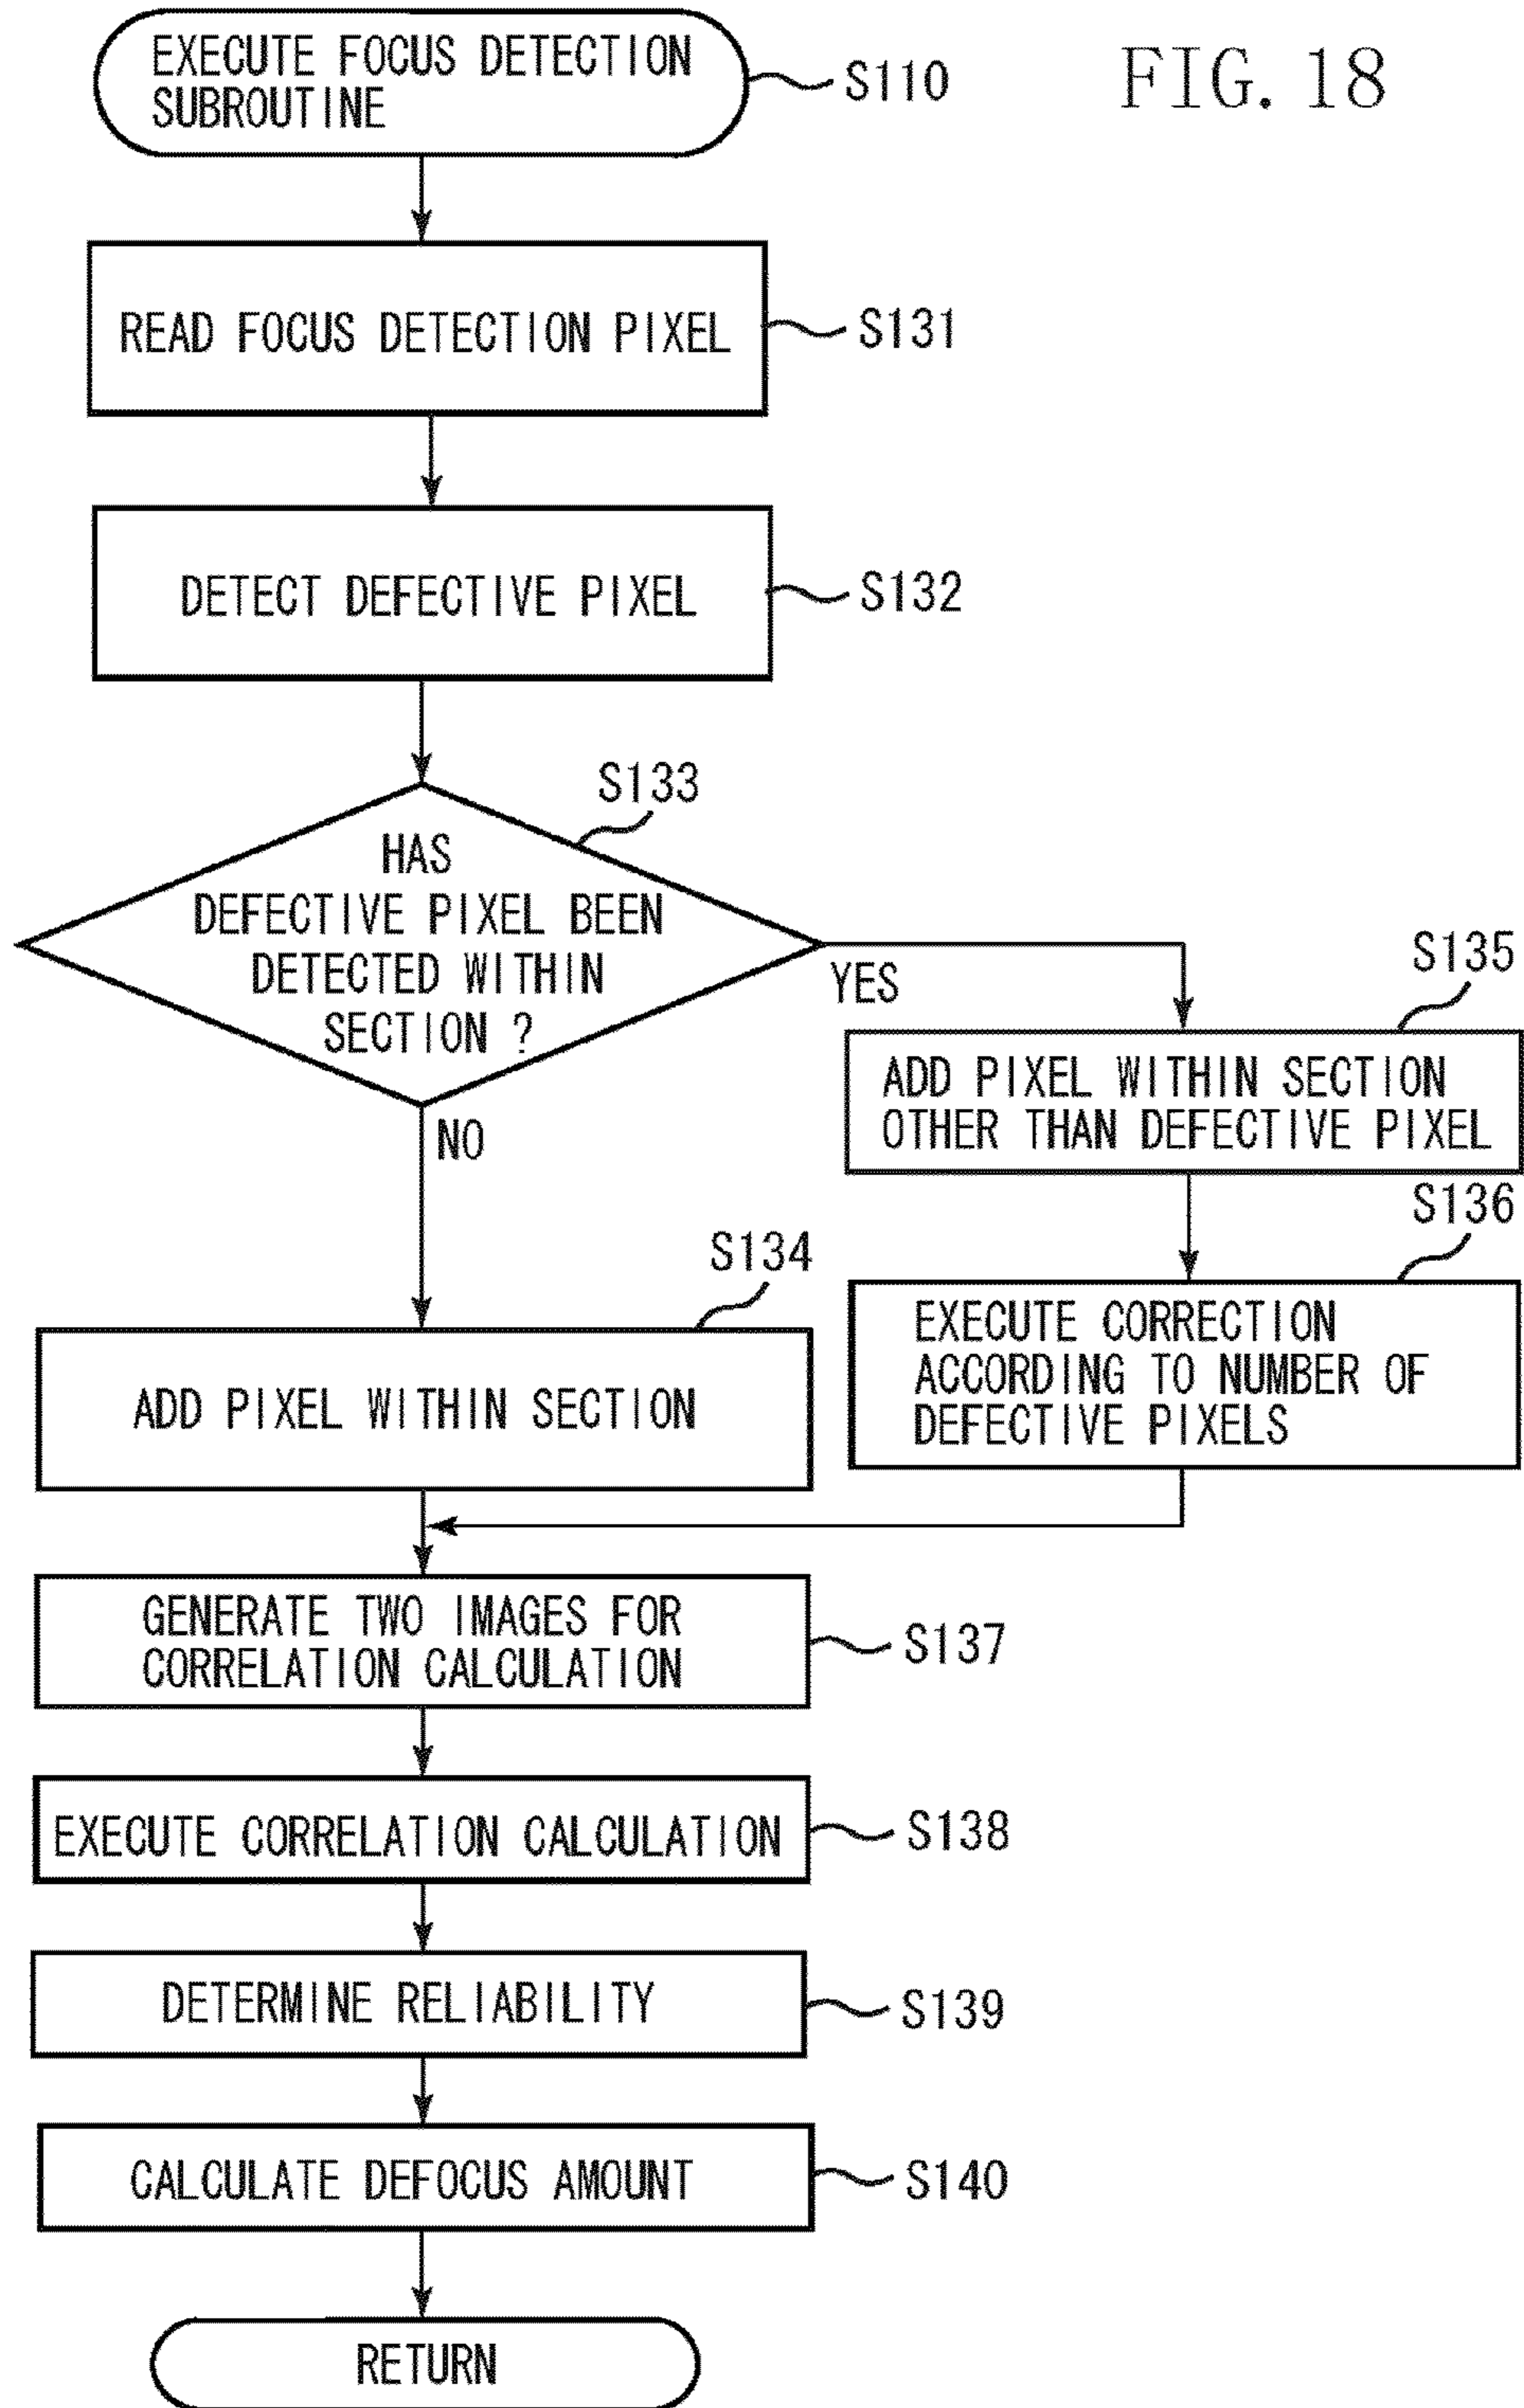 FIG. 18
EXECUTE FOCUS DETECTION
SUBROUTINE
S110
READ FOCUS DETECTION PIXEL
S131
DETECT DEFECTIVE PIXEL
S132
S133
HAS
DEFECTIVE PIXEL BEEN
DETECTED WITHIN
SECTION ?
YES
NO
S135
ADD PIXEL WITHIN SECTION
OTHER THAN DEFECTIVE PIXEL
S136
EXECUTE CORRECTION
ACCORDING TO NUMBER OF
DEFECTIVE PIXELS
S134
ADD PIXEL WITHIN SECTION
GENERATE TWO IMAGES FOR
CORRELATION CALCULATION
S137
EXECUTE CORRELATION CALCULATION
S138
DETERMINE RELIABILITY
S139
CALCULATE DEFOCUS AMOUNT
S140
RETURN